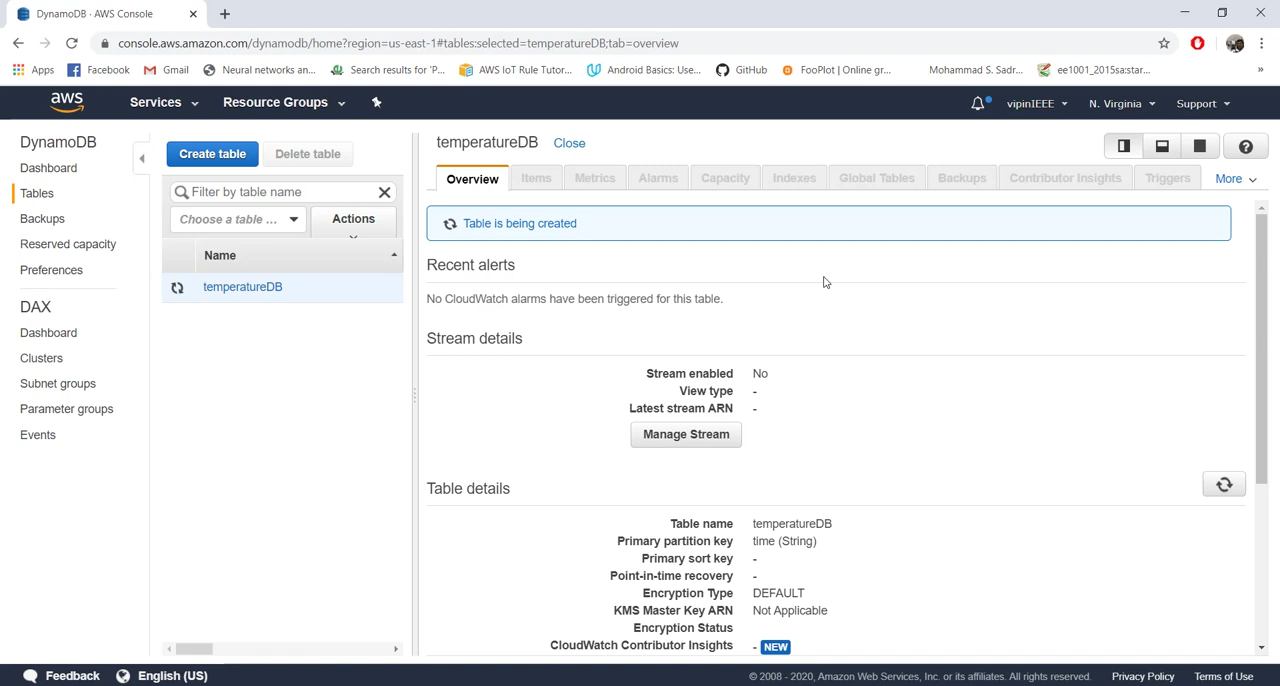 DynamoDB - AWS Console
console.aws.amazon.com/dynamodb/home?region=us-east-1#tables:selected=temperatureDB;tab=overview
Apps Facebook Gmail Neural networks an... Search results for 'P... AWS IoT Rule Tutor... Android Basics: Use... GitHub FooPlot | Online gr... Mohammad S. Sadr... ee1001_2015sa:star... »
aws Services Resource Groups vipinIEEE N. Virginia Support
DynamoDB
Dashboard
Tables
Backups
Reserved capacity
Preferences
DAX
Dashboard
Clusters
Subnet groups
Parameter groups
Events
Create table Delete table
Filter by table name
Choose a table ... Actions
Name
temperatureDB
temperatureDB Close
Overview Items Metrics Alarms Capacity Indexes Global Tables Backups Contributor Insights Triggers More
Table is being created
Recent alerts
No CloudWatch alarms have been triggered for this table.
Stream details
Stream enabled No
View type -
Latest stream ARN -
Manage Stream
Table details
Table name temperatureDB
Primary partition key time (String)
Primary sort key -
Point-in-time recovery -
Encryption Type DEFAULT
KMS Master Key ARN Not Applicable
Encryption Status
CloudWatch Contributor Insights - NEW
Feedback English (US) © 2008 - 2020, Amazon Web Services, Inc. or its affiliates. All rights reserved. Privacy Policy Terms of Use